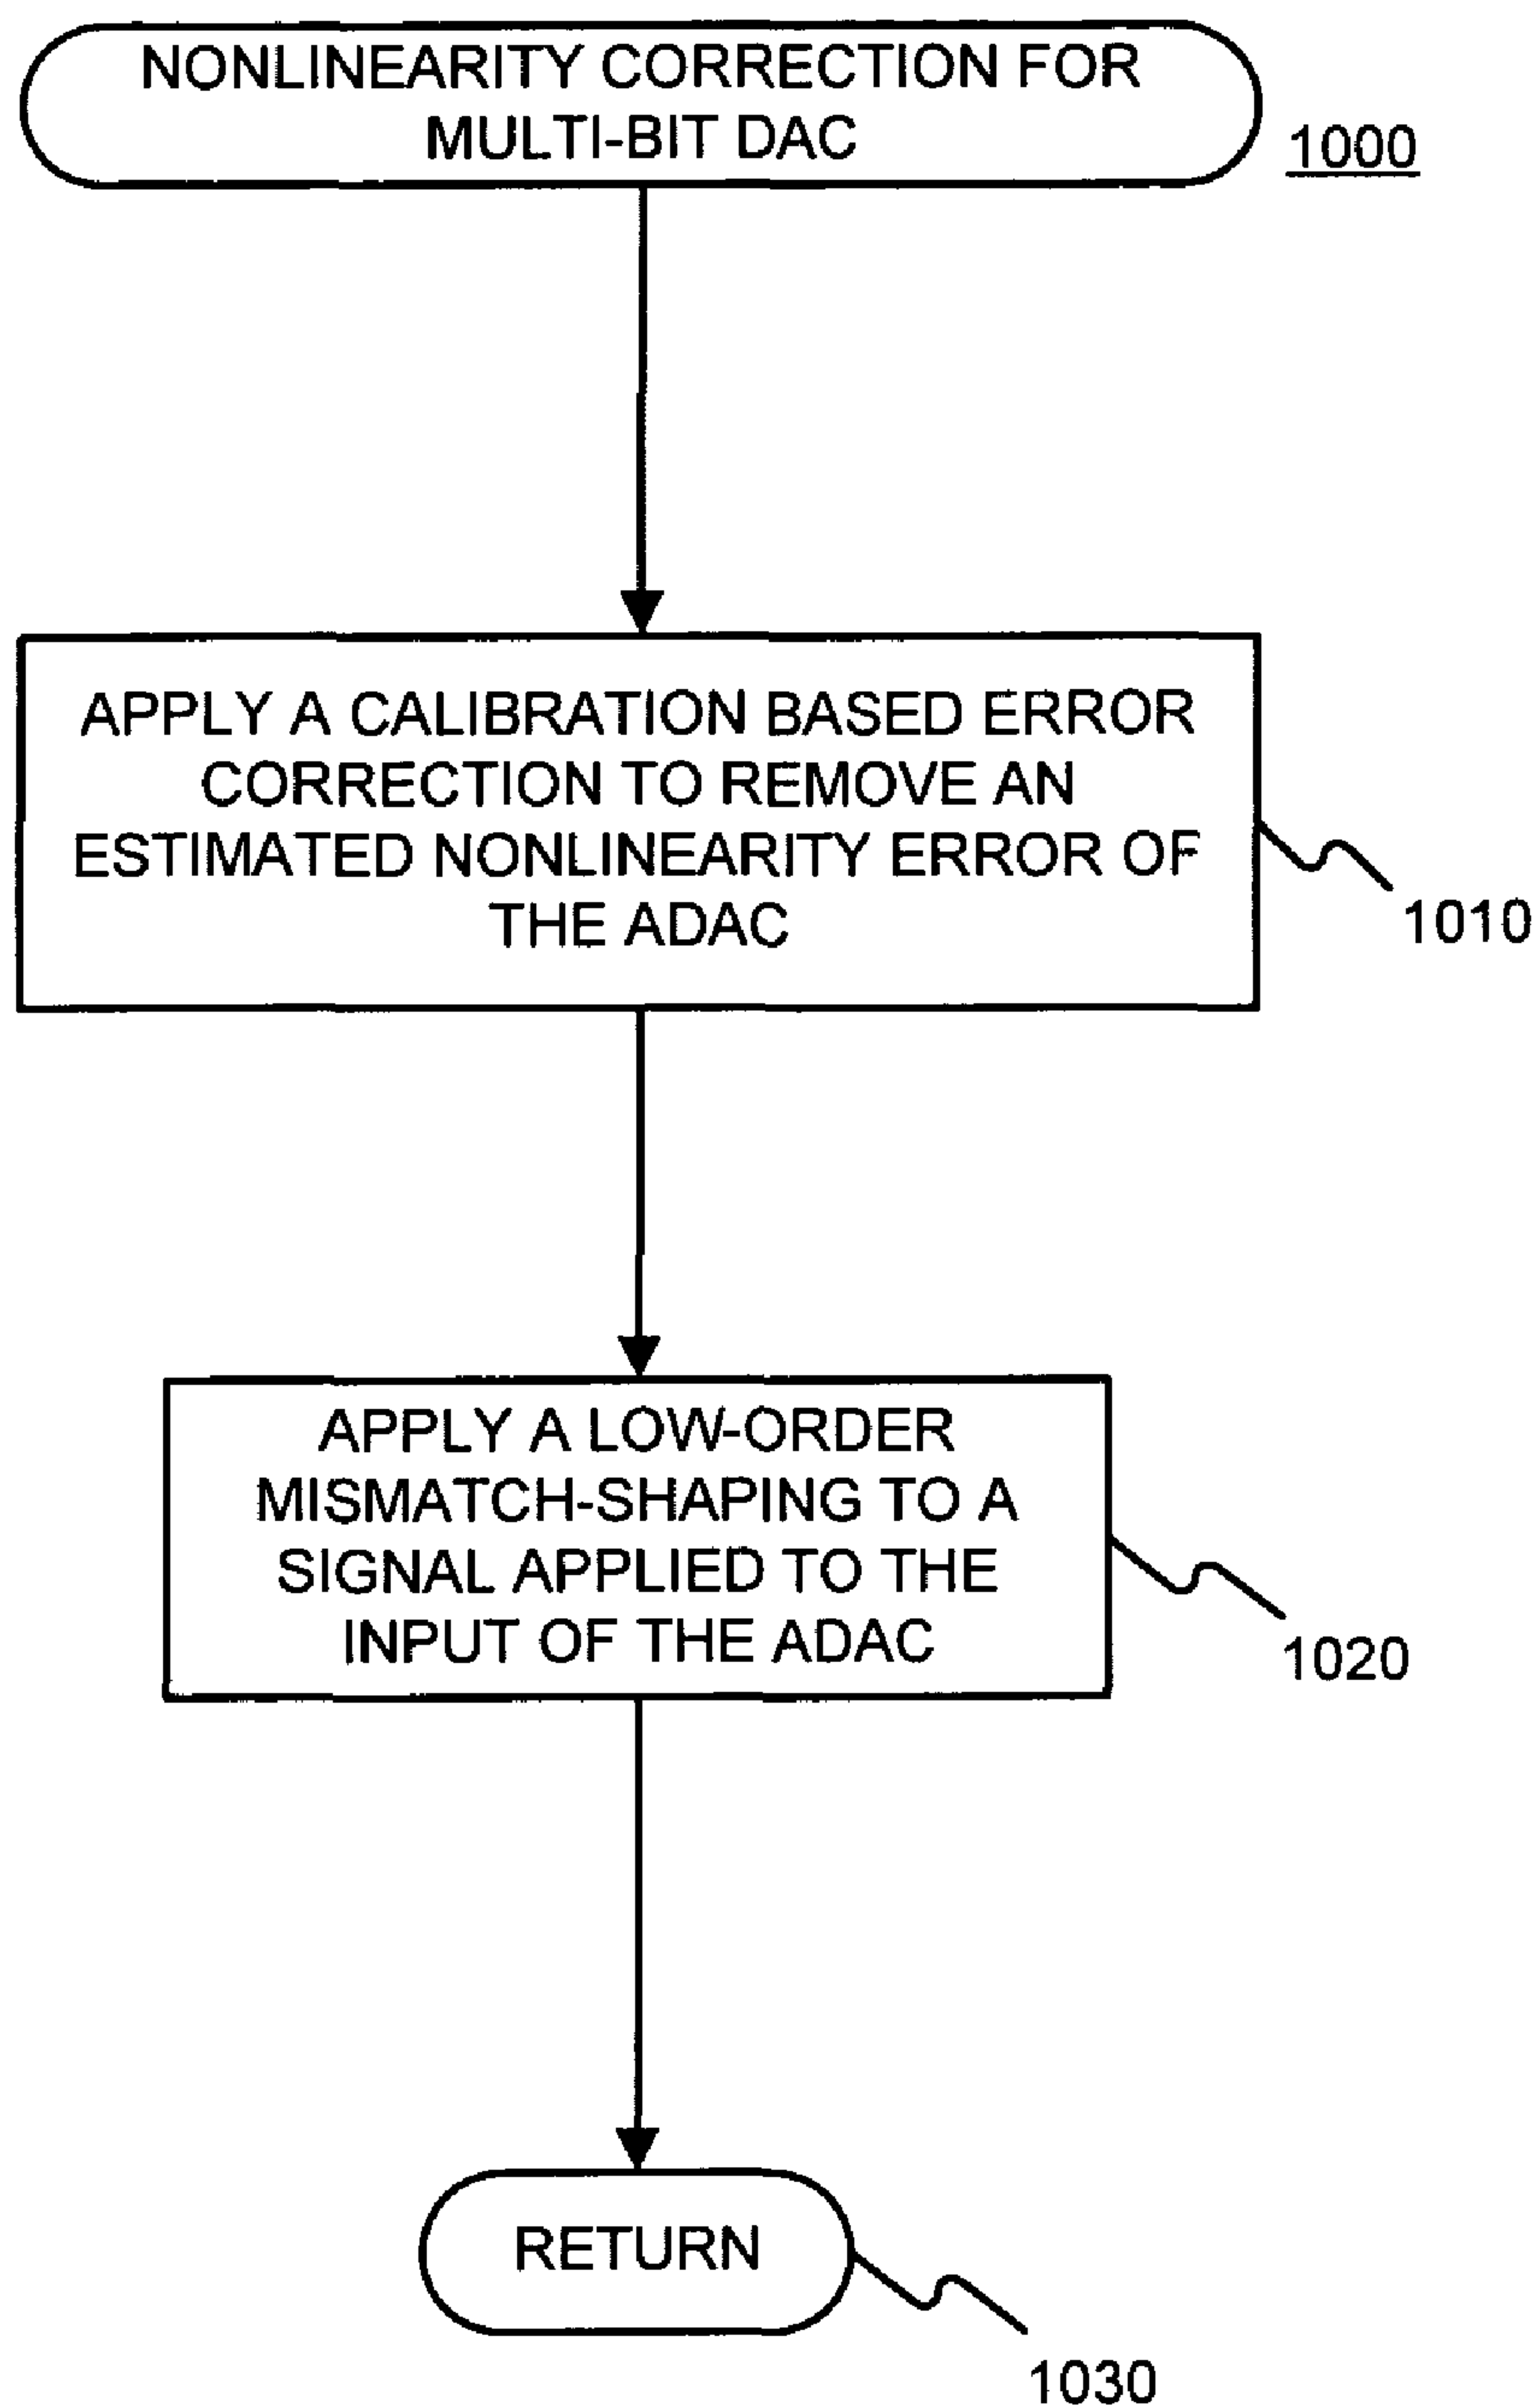 NONLINEARITY CORRECTION FOR
MULTI-BIT DAC
1000
APPLY A CALIBRATION BASED ERROR
CORRECTION TO REMOVE AN
ESTIMATED NONLINEARITY ERROR OF
THE ADAC
1010
APPLY A LOW-ORDER
MISMATCH-SHAPING TO A
SIGNAL APPLIED TO THE
INPUT OF THE ADAC
1020
RETURN
1030